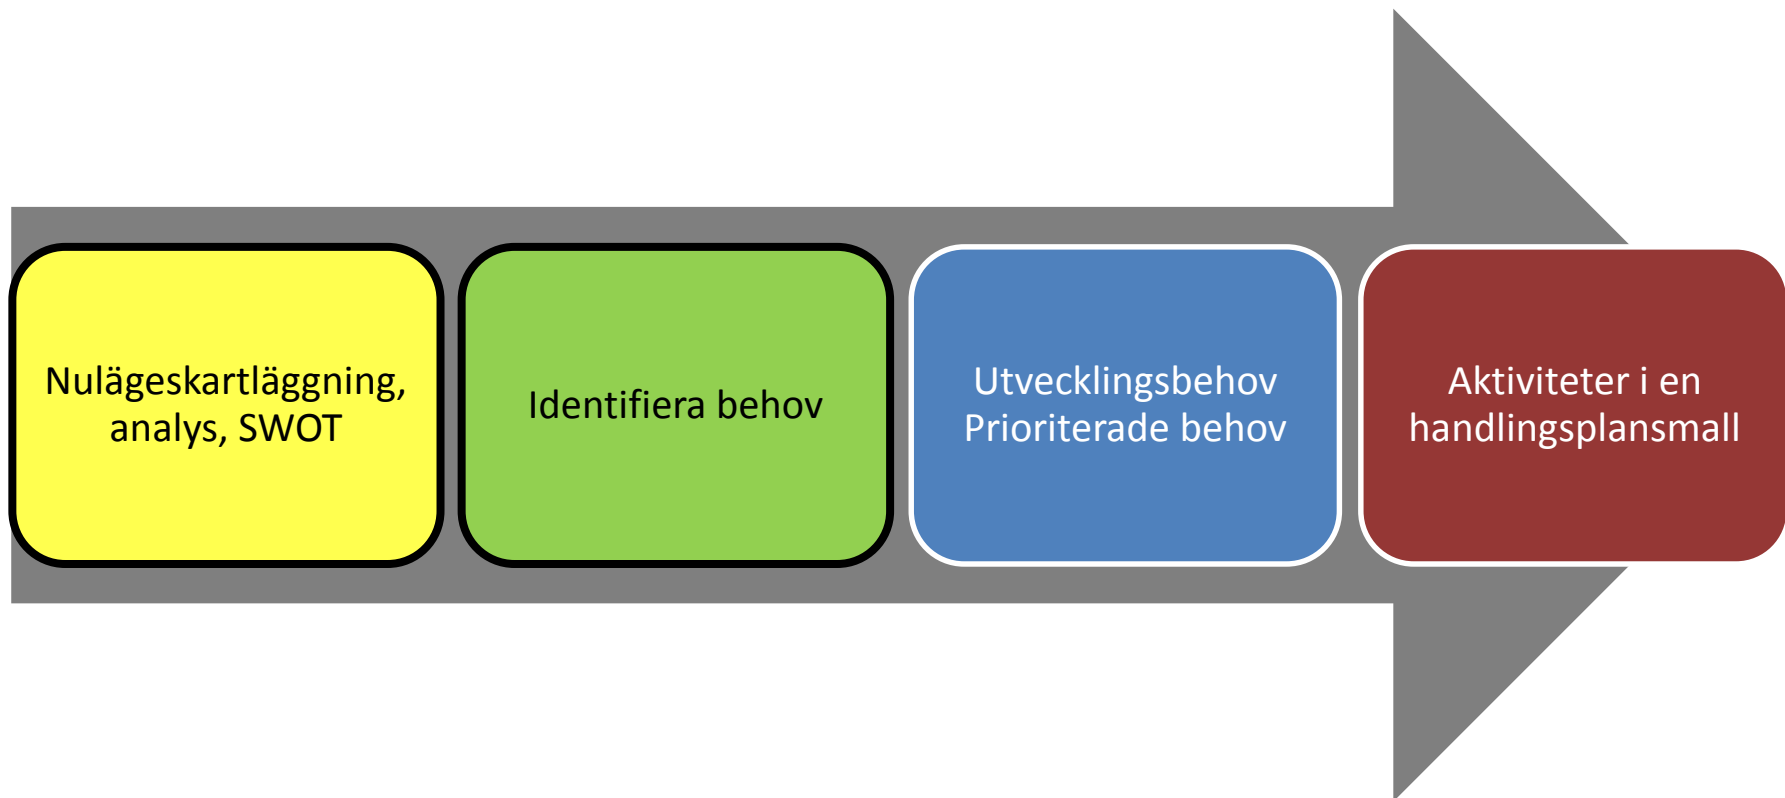 Nulägeskartläggning,
analys, SWOT
Identifiera behov
Utvecklingsbehov
Prioriterade behov
Aktiviteter i en
handlingsplansmall